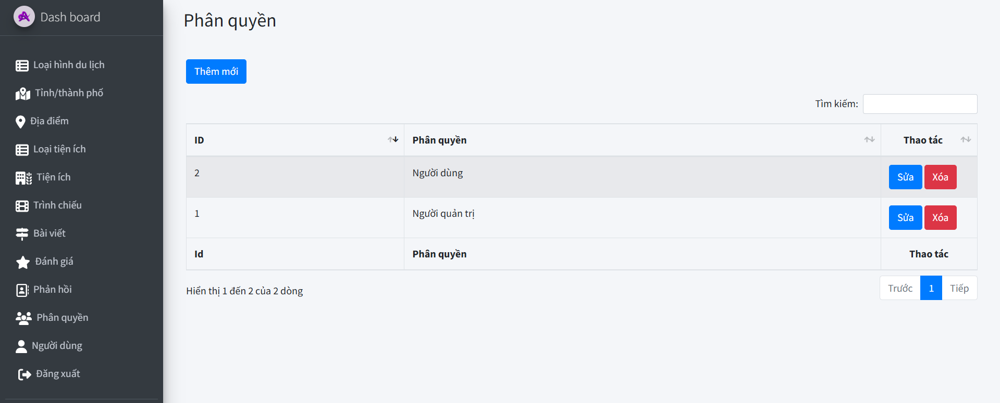 Dash board
Loại hình du lịch
Tỉnh/thành phố
Địa điểm
Loại tiện ích
Tiện ích
Trình chiếu
Bài viết
Đánh giá
Phản hồi
Phân quyền
Người dùng
Đăng xuất
Phân quyền
Thêm mới
Tìm kiếm:
ID Phân quyền Thao tác
2 Người dùng Sửa Xóa
1 Người quản trị Sửa Xóa
Id Phân quyền Thao tác
Hiển thị 1 đến 2 của 2 dòng
Trước 1 Tiếp